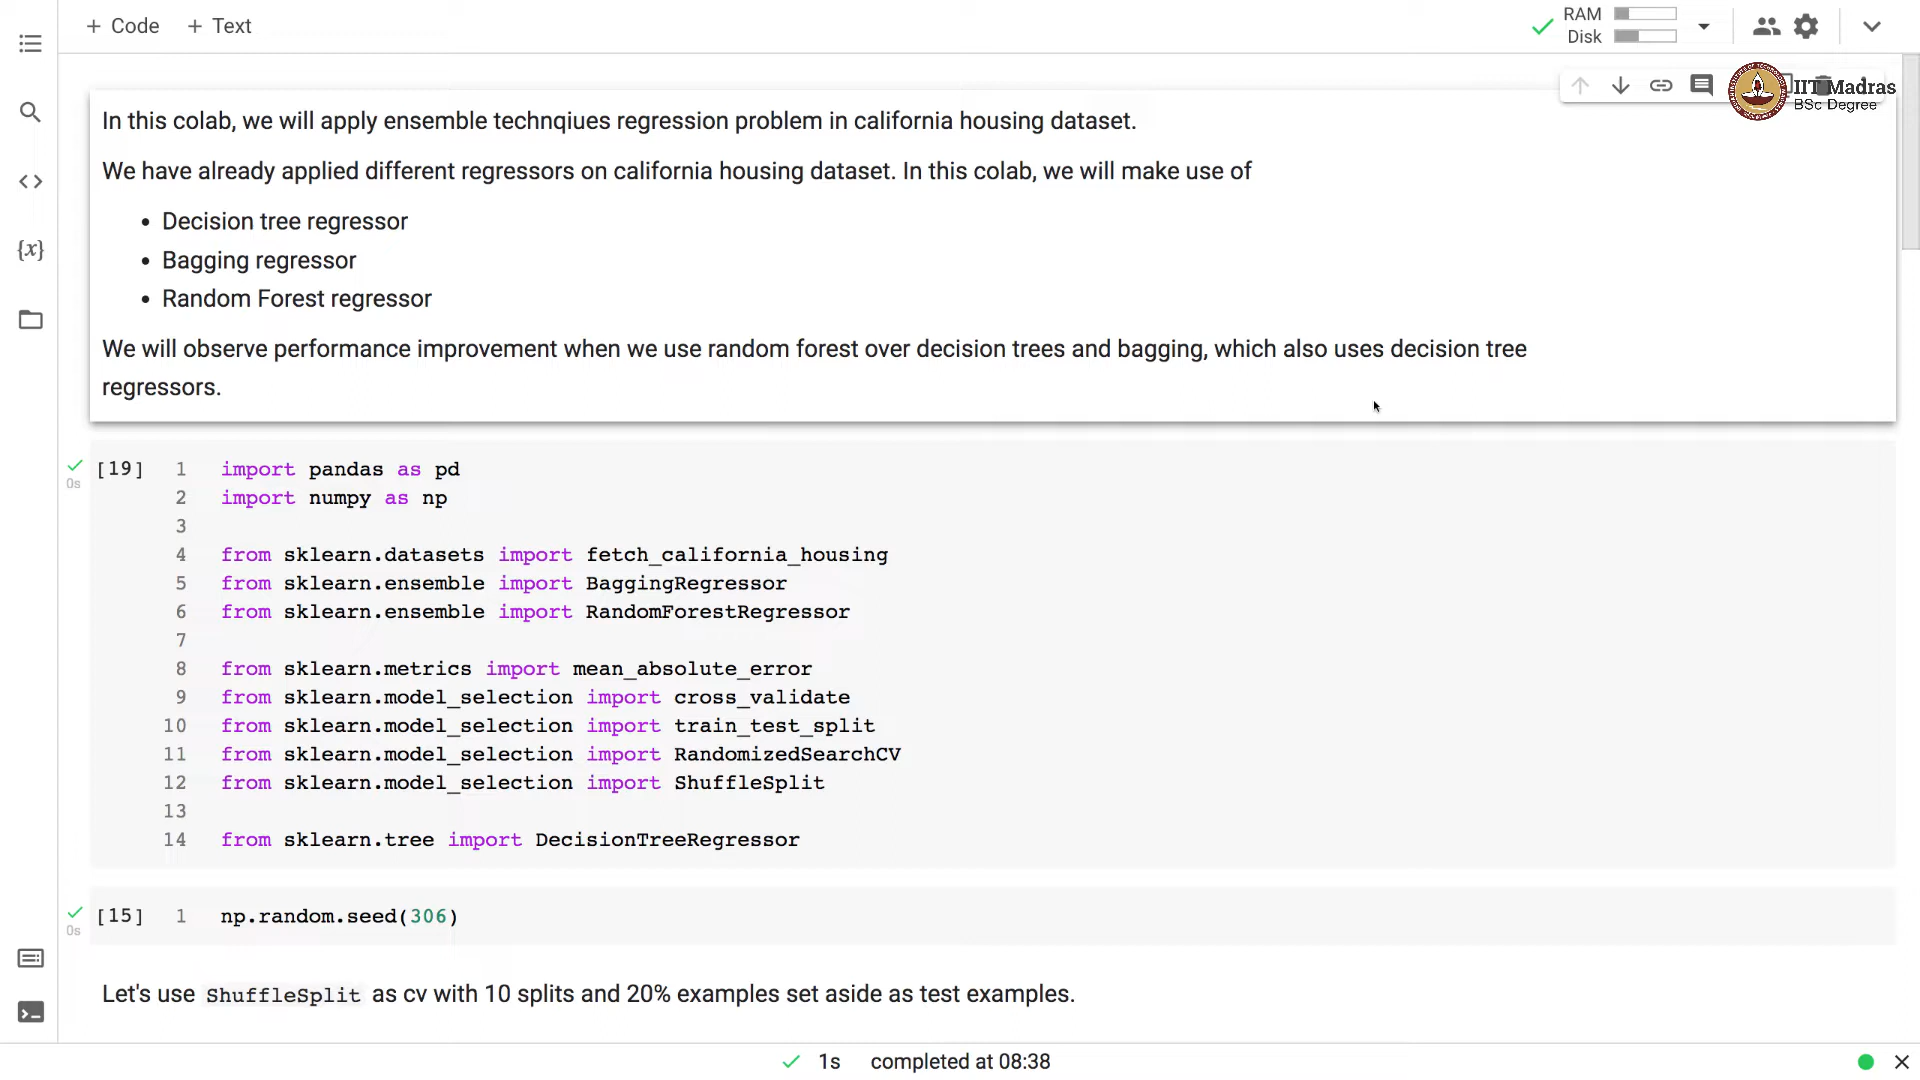 + Code + Text
RAM
Disk
IIT Madras
BSc Degree
In this colab, we will apply ensemble technqiues regression problem in california housing dataset.
We have already applied different regressors on california housing dataset. In this colab, we will make use of
• Decision tree regressor
• Bagging regressor
• Random Forest regressor
We will observe performance improvement when we use random forest over decision trees and bagging, which also uses decision tree
regressors.
[19] 1 import pandas as pd
0s
2 import numpy as np
3
4 from sklearn.datasets import fetch_california_housing
5 from sklearn.ensemble import BaggingRegressor
6 from sklearn.ensemble import RandomForestRegressor
7
8 from sklearn.metrics import mean_absolute_error
9 from sklearn.model_selection import cross_validate
10 from sklearn.model_selection import train_test_split
11 from sklearn.model_selection import RandomizedSearchCV
12 from sklearn.model_selection import ShuffleSplit
13
14 from sklearn.tree import DecisionTreeRegressor
[15] 1 np.random.seed(306)
0s
Let's use ShuffleSplit as cv with 10 splits and 20% examples set aside as test examples.
1s completed at 08:38